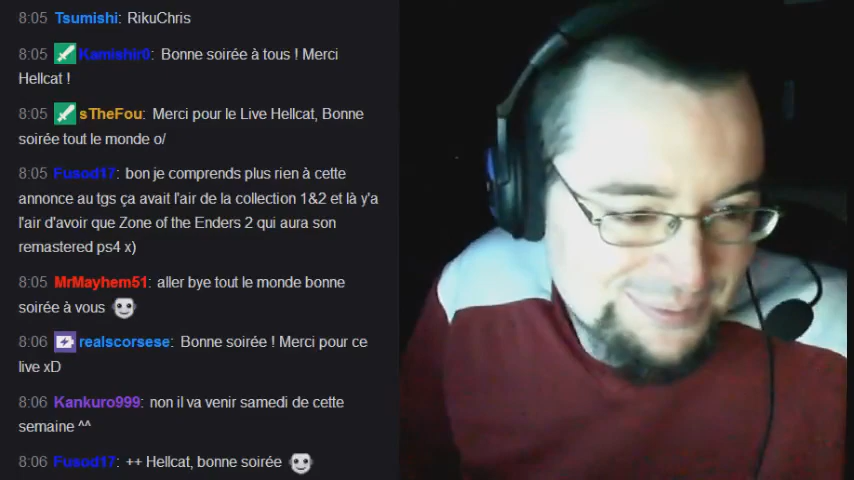 8:05 Tsumishi: RikuChris
8:05 Kamishir0: Bonne soirée à tous ! Merci
Hellcat !
8:05 sTheFou: Merci pour le Live Hellcat, Bonne
soirée tout le monde o/
8:05 Fusod17: bon je comprends plus rien à cette
annonce au tgs ça avait l'air de la collection 1&2 et là y'a
l'air d'avoir que Zone of the Enders 2 qui aura son
remastered ps4 x)
8:05 MrMayhem51: aller bye tout le monde bonne
soirée à vous
8:06 realscorsese: Bonne soirée ! Merci pour ce
live xD
8:06 Kankuro999: non il va venir samedi de cette
semaine ^^
8:06 Fusod17: ++ Hellcat, bonne soirée